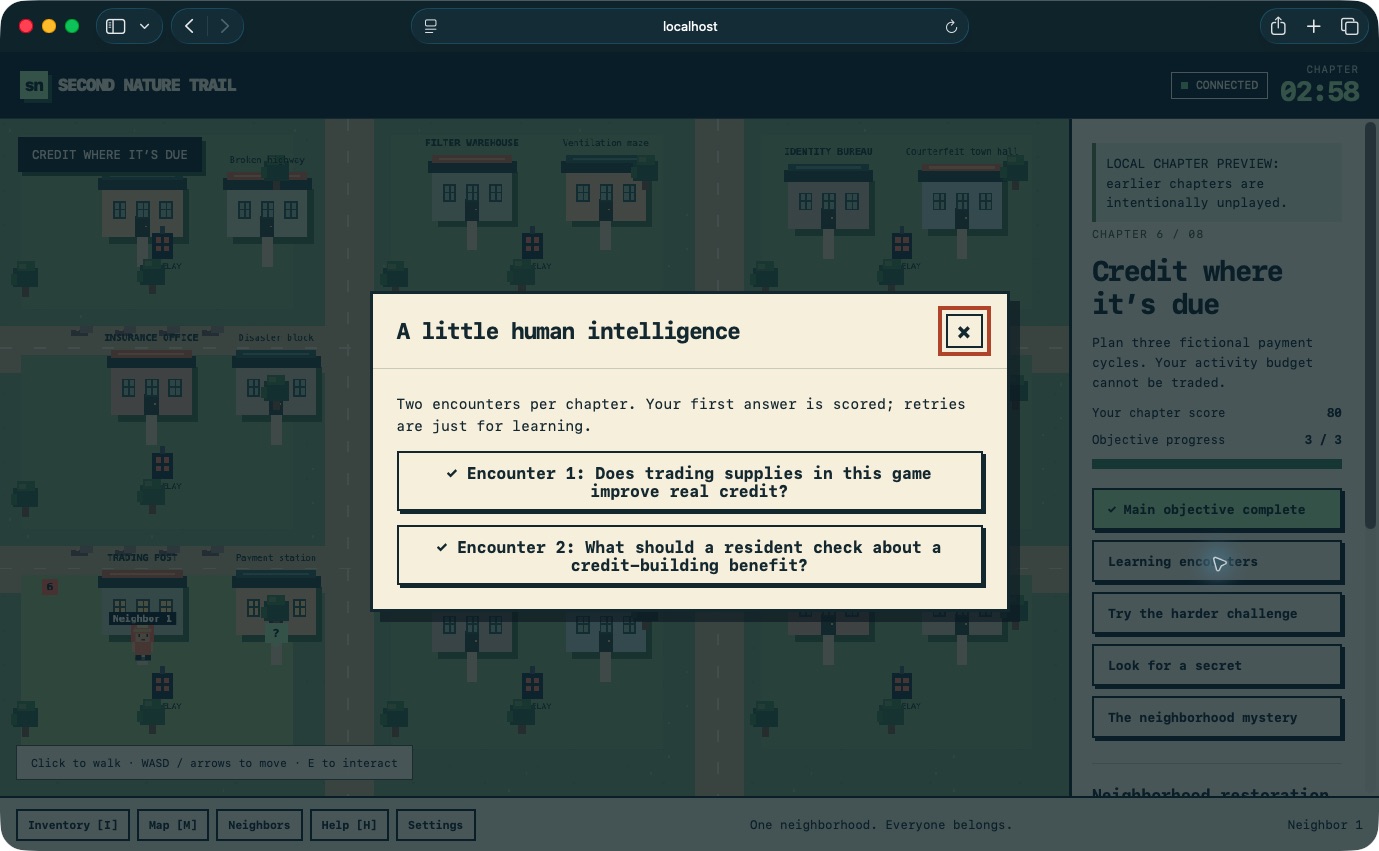 localhost
sn SECOND NATURE TRAIL
CONNECTED
CHAPTER
02:58
CREDIT WHERE IT'S DUE
Broken highway
FILTER WAREHOUSE
Ventilation maze
IDENTITY BUREAU
Counterfeit town hall
INSURANCE OFFICE
Disaster block
TRADING POST
Payment station
6
Neighbor 1
?
A little human intelligence
×
Two encounters per chapter. Your first answer is scored; retries
are just for learning.
✓ Encounter 1: Does trading supplies in this game
improve real credit?
✓ Encounter 2: What should a resident check about a
credit-building benefit?
LOCAL CHAPTER PREVIEW:
earlier chapters are
intentionally unplayed.
CHAPTER 6 / 08
Credit where
it's due
Plan three fictional payment
cycles. Your activity budget
cannot be traded.
Your chapter score 80
Objective progress 3 / 3
✓ Main objective complete
Learning encounters
Try the harder challenge
Look for a secret
The neighborhood mystery
Neighborhood restoration
Click to walk · WASD / arrows to move · E to interact
Inventory [I]
Map [M]
Neighbors
Help [H]
Settings
One neighborhood. Everyone belongs.
Neighbor 1